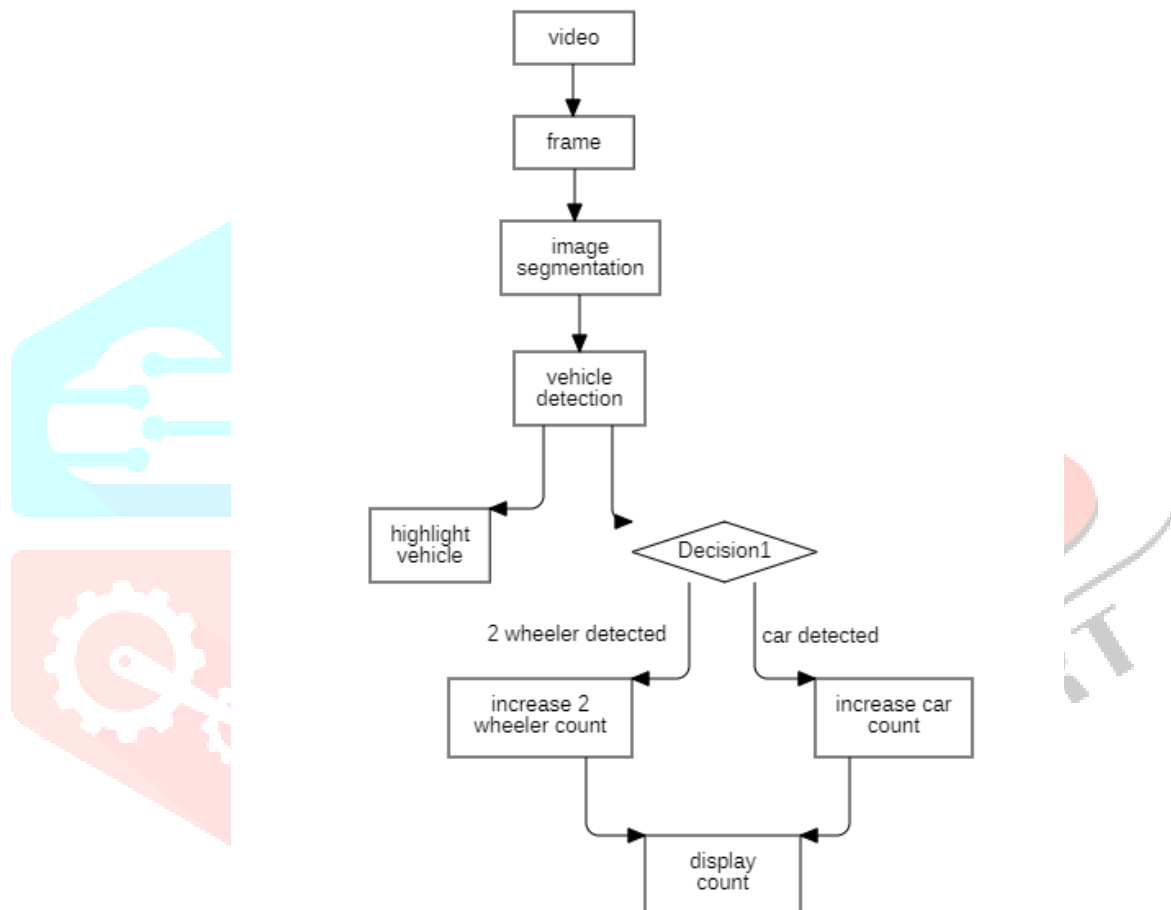 video
frame
image
segmentation
vehicle
detection
highlight
vehicle
Decision1
2 wheeler detected
car detected
increase 2
wheeler count
increase car
count
display
count